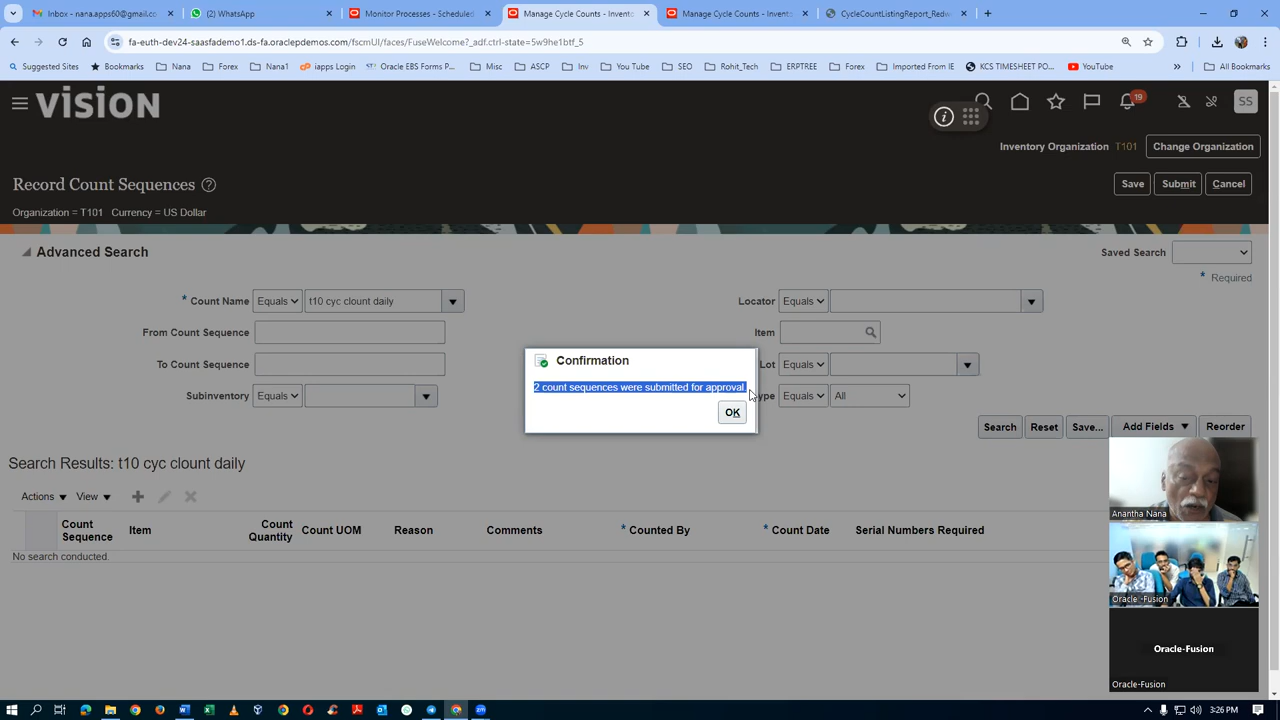 Inbox - nana.apps60@gmail.co
(2) WhatsApp
Monitor Processes - Scheduled
Manage Cycle Counts - Invento
Manage Cycle Counts - Invento
CycleCountListingReport_Redw
fa-euth-dev24-saasfademo1.ds-fa.oraclepdemos.com/fscmUI/faces/FuseWelcome?_adf.ctrl-state=5w9he1btf_5
Suggested Sites
Bookmarks
Nana
Forex
Nana1
iapps Login
Oracle EBS Forms P...
Misc
ASCP
Inv
You Tube
SEO
Rohit_Tech
ERPTREE
Forex
Imported From IE
KCS TIMESHEET PO...
YouTube
All Bookmarks
VISION
19
SS
Inventory Organization T101 Change Organization
Record Count Sequences
Save Submit Cancel
Organization = T101 Currency = US Dollar
Advanced Search
Saved Search
* Required
* Count Name Equals t10 cyc clount daily
Locator Equals
From Count Sequence
Item
To Count Sequence
Lot Equals
Subinventory Equals
ype Equals All
Confirmation
2 count sequences were submitted for approval.
OK
Search Reset Save... Add Fields Reorder
Search Results: t10 cyc clount daily
Actions View
Count Sequence
Item
Count Quantity
Count UOM
Reason
Comments
* Counted By
* Count Date
Serial Numbers Required
No search conducted.
Anantha Nana
Oracle -Fusion
Oracle-Fusion
Oracle-Fusion
3:26 PM